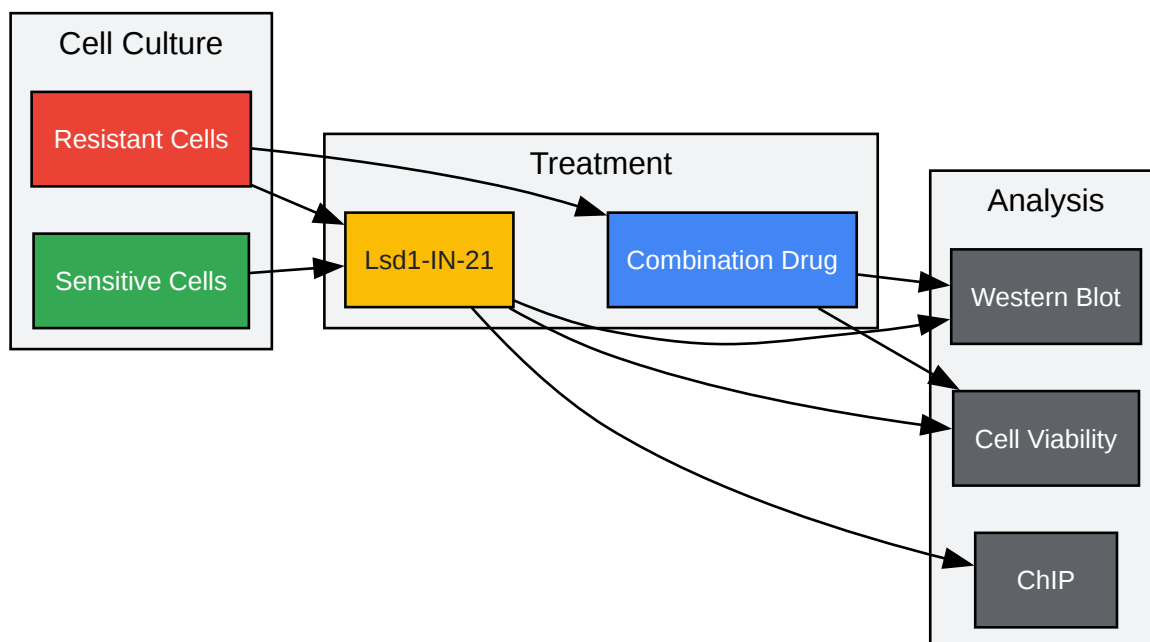 Cell Culture
Resistant Cells
Sensitive Cells
Treatment
Lsd1-IN-21
Combination Drug
Analysis
Western Blot
Cell Viability
ChIP